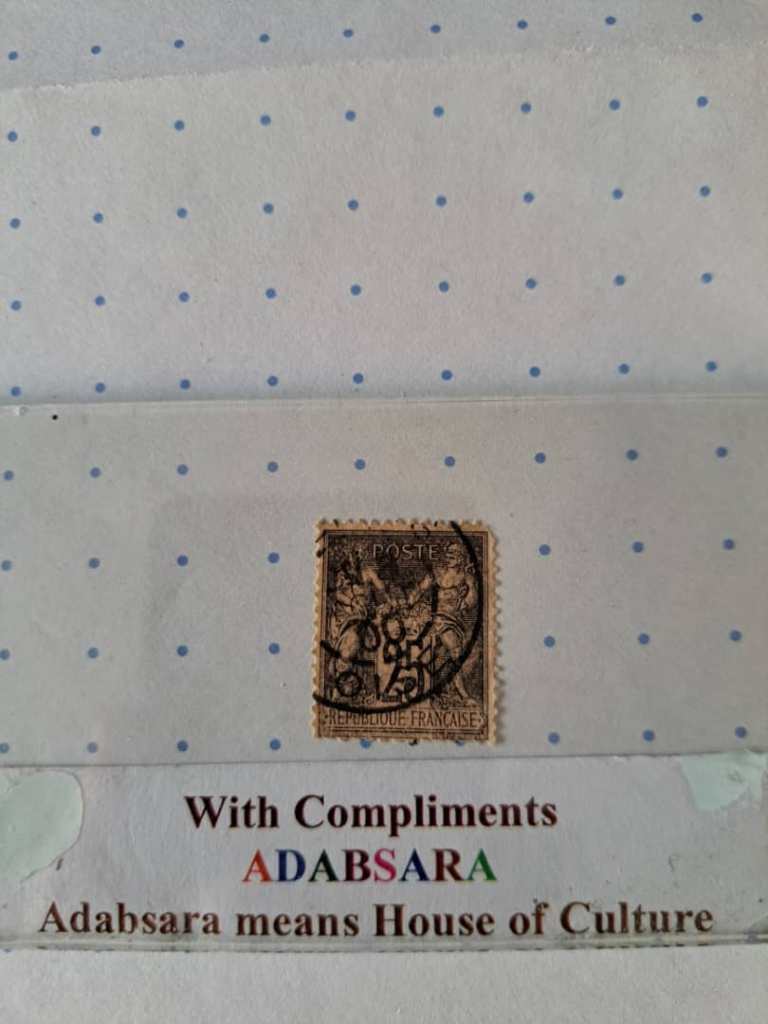 POSTE
REPUBLIQUE FRANCAISE
With Compliments
ADABSARA
Adabsara means House of Culture